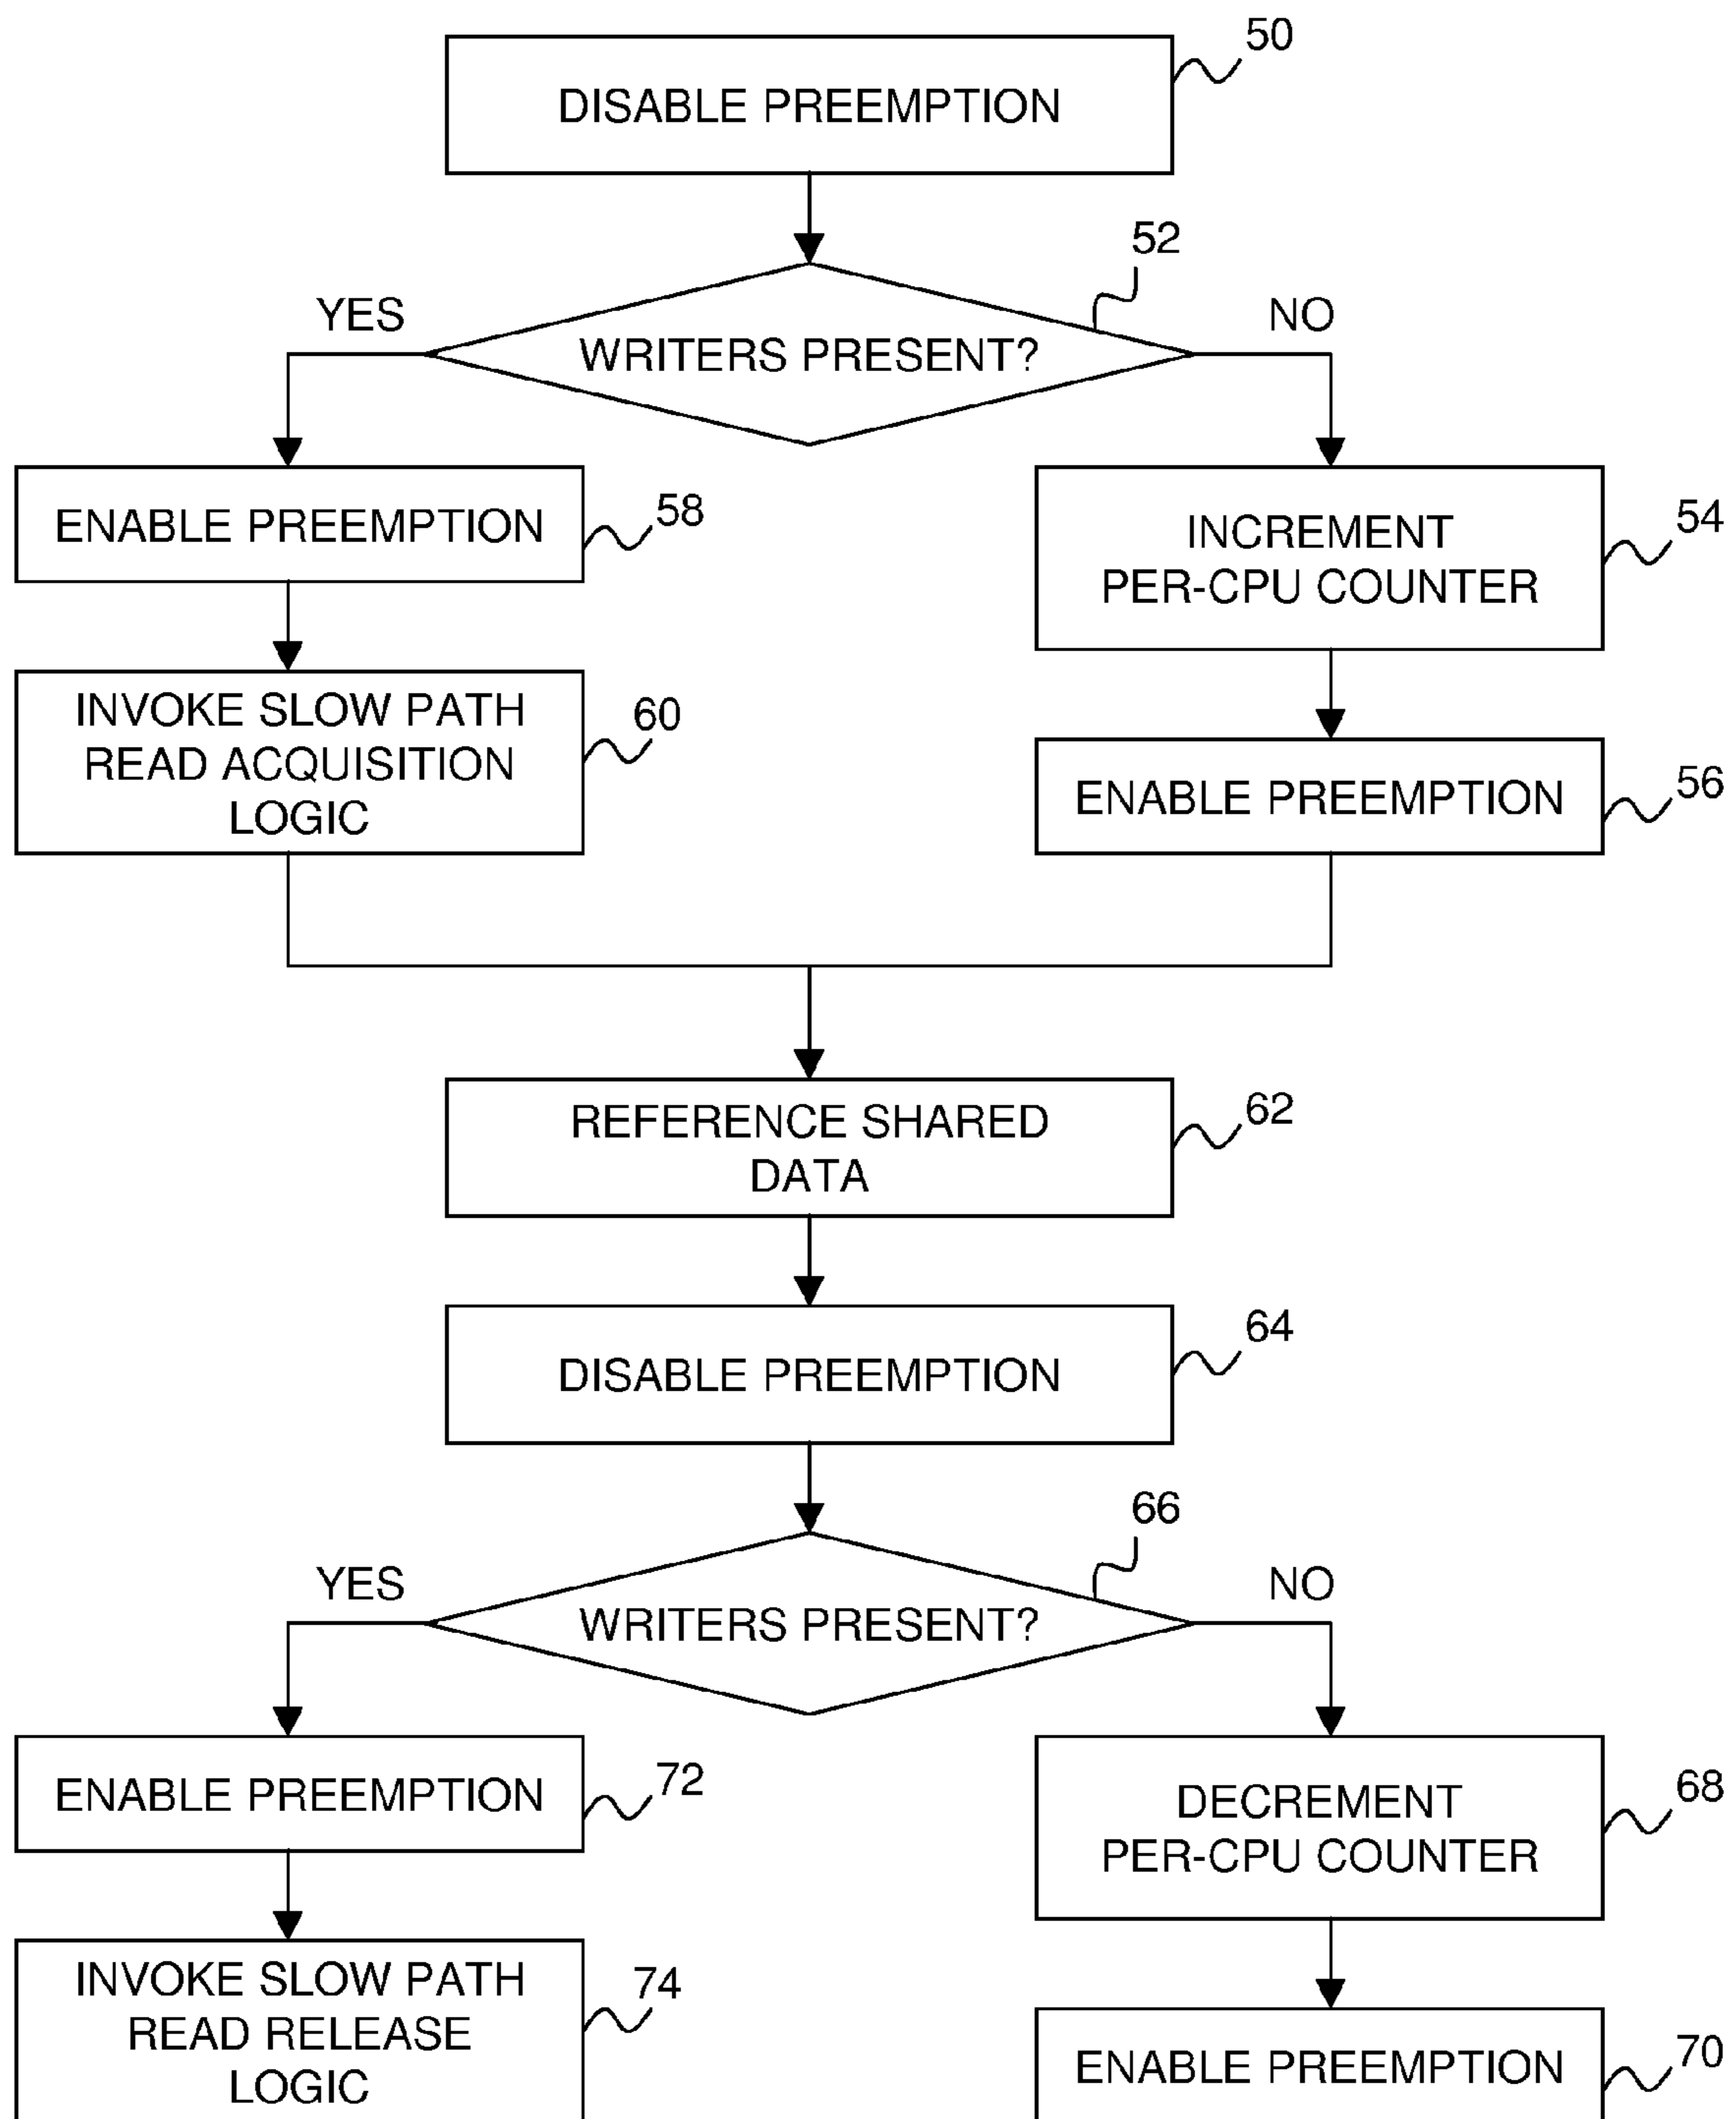 50
DISABLE PREEMPTION
52
YES
NO
WRITERS PRESENT?
58
ENABLE PREEMPTION
54
INCREMENT
PER-CPU COUNTER
60
INVOKE SLOW PATH
READ ACQUISITION
LOGIC
56
ENABLE PREEMPTION
62
REFERENCE SHARED
DATA
64
DISABLE PREEMPTION
66
YES
NO
WRITERS PRESENT?
72
ENABLE PREEMPTION
68
DECREMENT
PER-CPU COUNTER
74
INVOKE SLOW PATH
READ RELEASE
LOGIC
70
ENABLE PREEMPTION